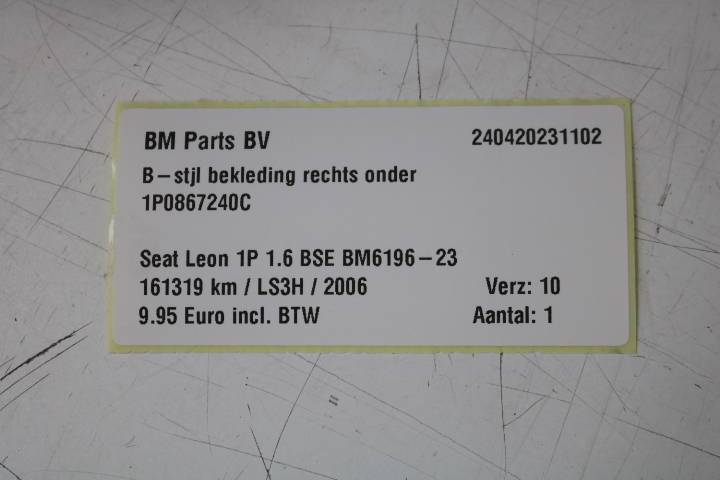 BM Parts BV 240420231102
B-stjl bekleding rechts onder
1P0867240C
Seat Leon 1P 1.6 BSE BM6196-23
161319 km / LS3H / 2006 Verz: 10
9.95 Euro incl. BTW Aantal: 1